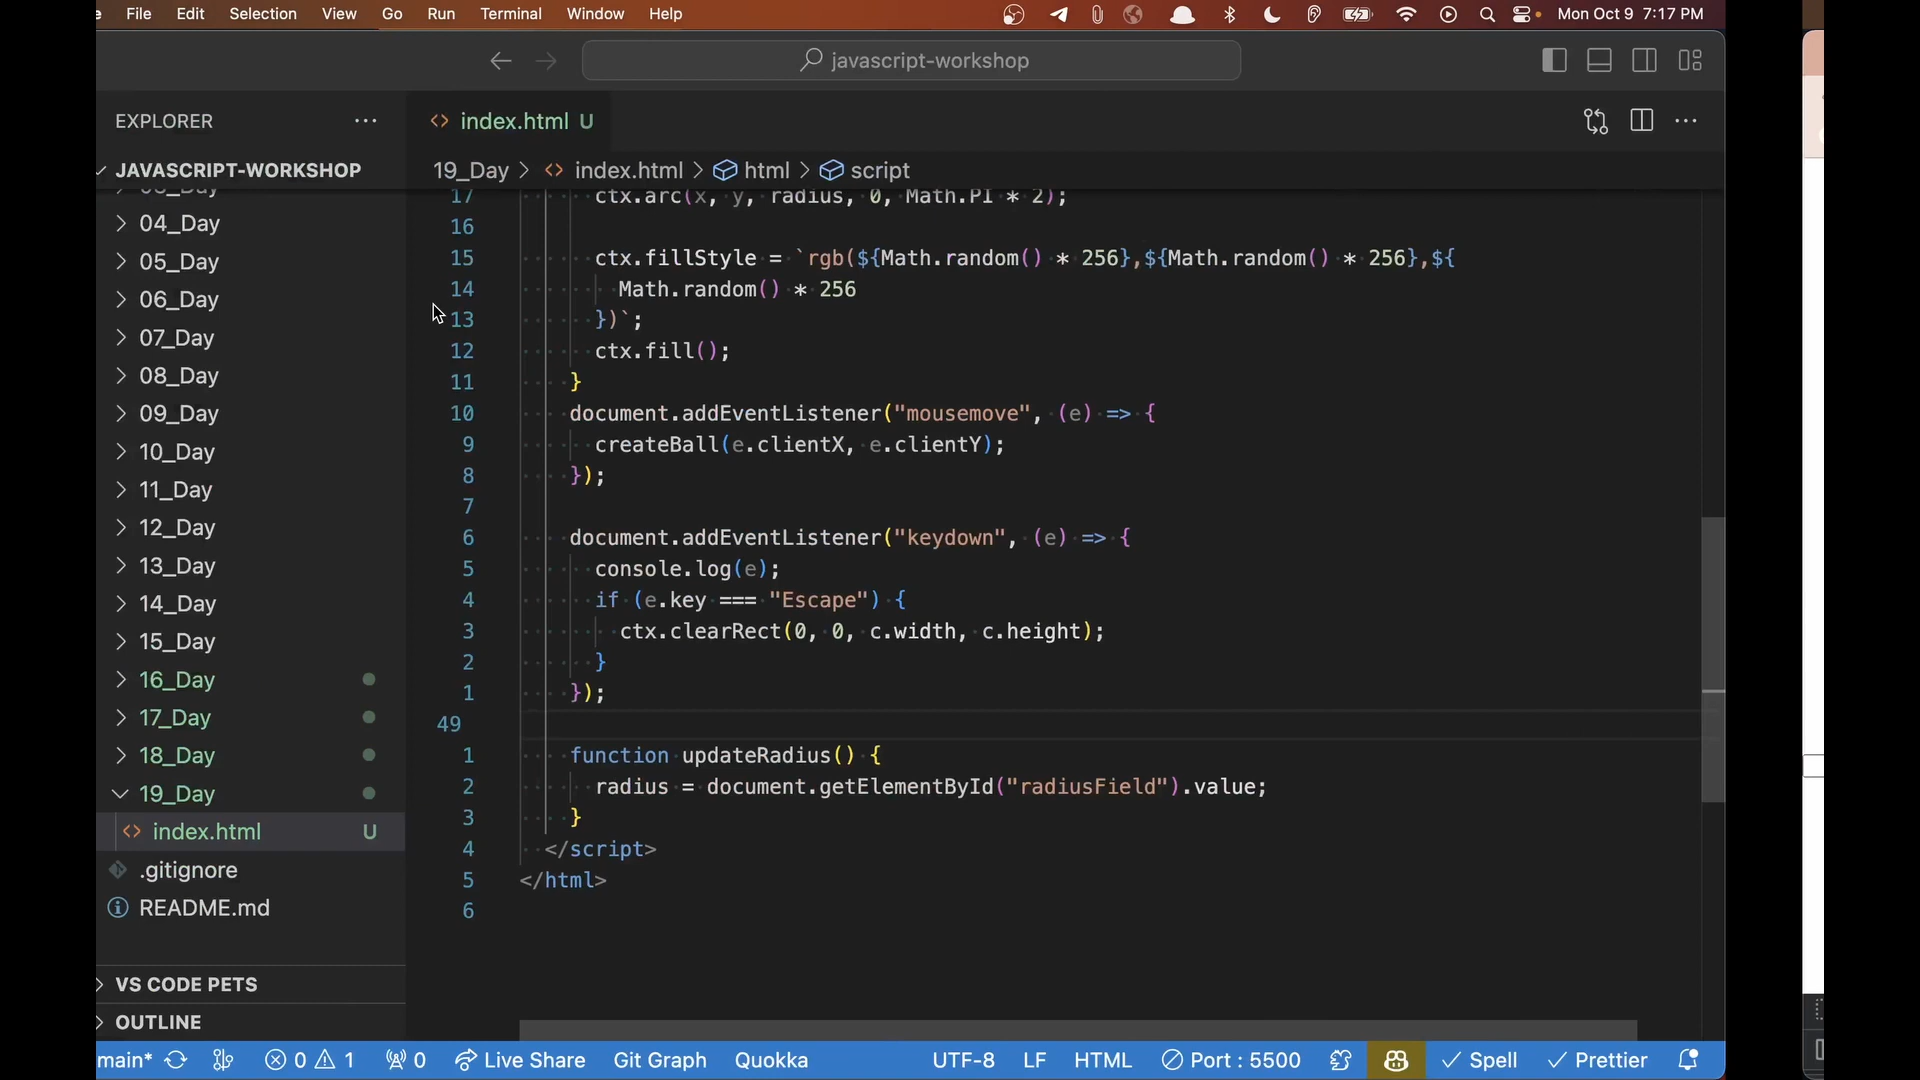 File Edit Selection View Go Run Terminal Window Help Mon Oct 9 7:17 PM
javascript-workshop
EXPLORER
JAVASCRIPT-WORKSHOP
04_Day
05_Day
06_Day
07_Day
08_Day
09_Day
10_Day
11_Day
12_Day
13_Day
14_Day
15_Day
16_Day
17_Day
18_Day
19_Day
index.html U
.gitignore
README.md
VS CODE PETS
OUTLINE
index.html U
19_Day index.html html script
17 ctx.arc(x, y, radius, 0, Math.PI * 2);
16
15 ctx.fillStyle = `rgb(${Math.random() * 256},${Math.random() * 256},${
14 Math.random() * 256
13 })`;
12 ctx.fill();
11 }
10 document.addEventListener("mousemove", (e) => {
9 createBall(e.clientX, e.clientY);
8 });
7
6 document.addEventListener("keydown", (e) => {
5 console.log(e);
4 if (e.key === "Escape") {
3 ctx.clearRect(0, 0, c.width, c.height);
2 }
1 });
49
1 function updateRadius() {
2 radius = document.getElementById("radiusField").value;
3 }
4 </script>
5 </html>
6
main* 0 1 0 Live Share Git Graph Quokka UTF-8 LF HTML Port : 5500 Spell Prettier